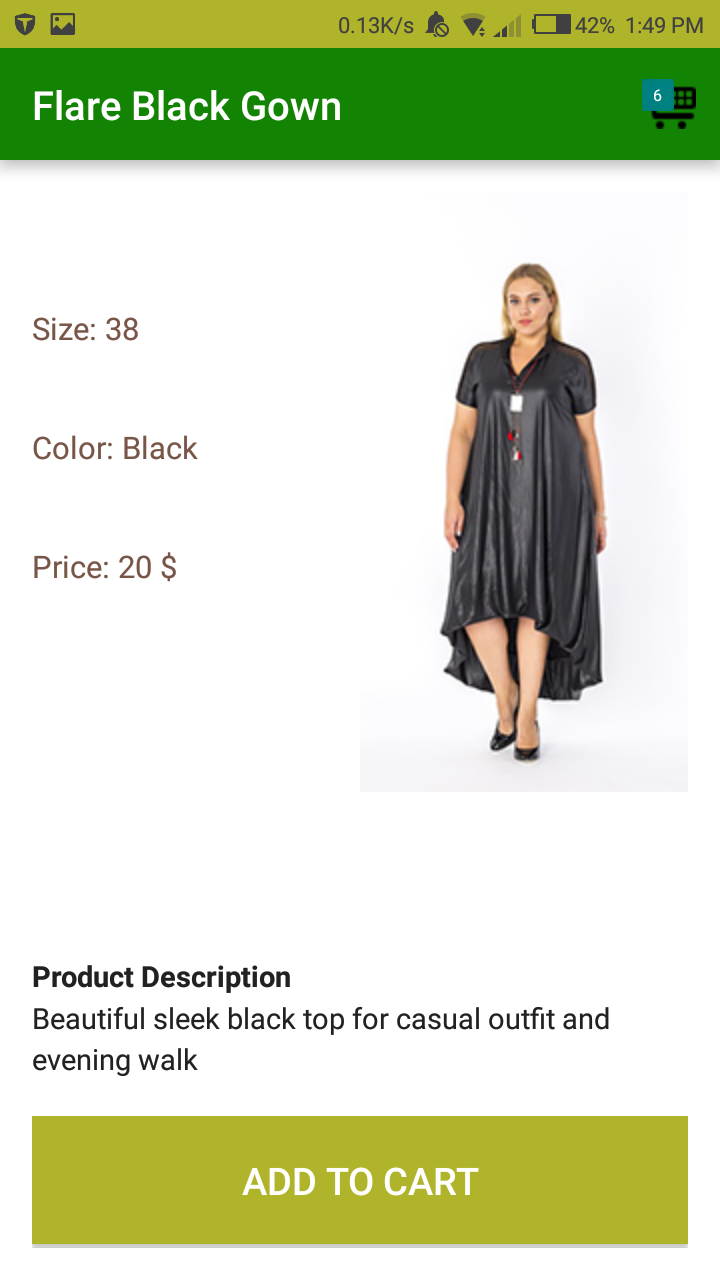 0.13K/s 42% 1:49 PM
Flare Black Gown
6
Size: 38
Color: Black
Price: 20 $
Product Description
Beautiful sleek black top for casual outfit and
evening walk
ADD TO CART